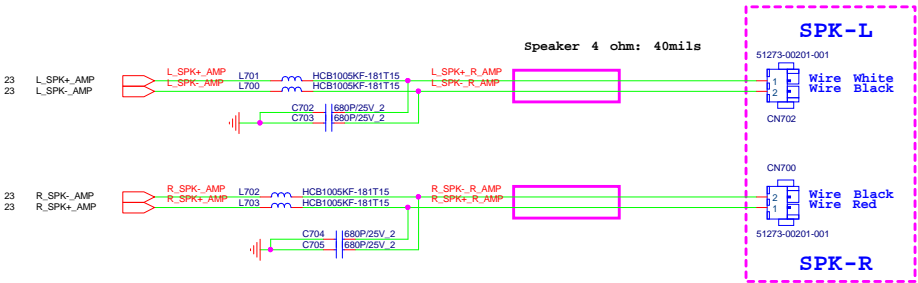 SPK-L
Speaker 4 ohm: 40mils
51273-00201-001
23 L_SPK+_AMP L_SPK+_AMP L701 HCB1005KF-181T15 L_SPK+_R_AMP 1 Wire White
23 L_SPK-_AMP L_SPK-_AMP L700 HCB1005KF-181T15 L_SPK-_R_AMP 2 Wire Black
C702 680P/25V_2
C703 680P/25V_2
CN702
CN700
23 R_SPK-_AMP R_SPK-_AMP L702 HCB1005KF-181T15 R_SPK-_R_AMP 2 Wire Black
23 R_SPK+_AMP R_SPK+_AMP L703 HCB1005KF-181T15 R_SPK+_R_AMP 1 Wire Red
C704 680P/25V_2
51273-00201-001
C705 680P/25V_2
SPK-R